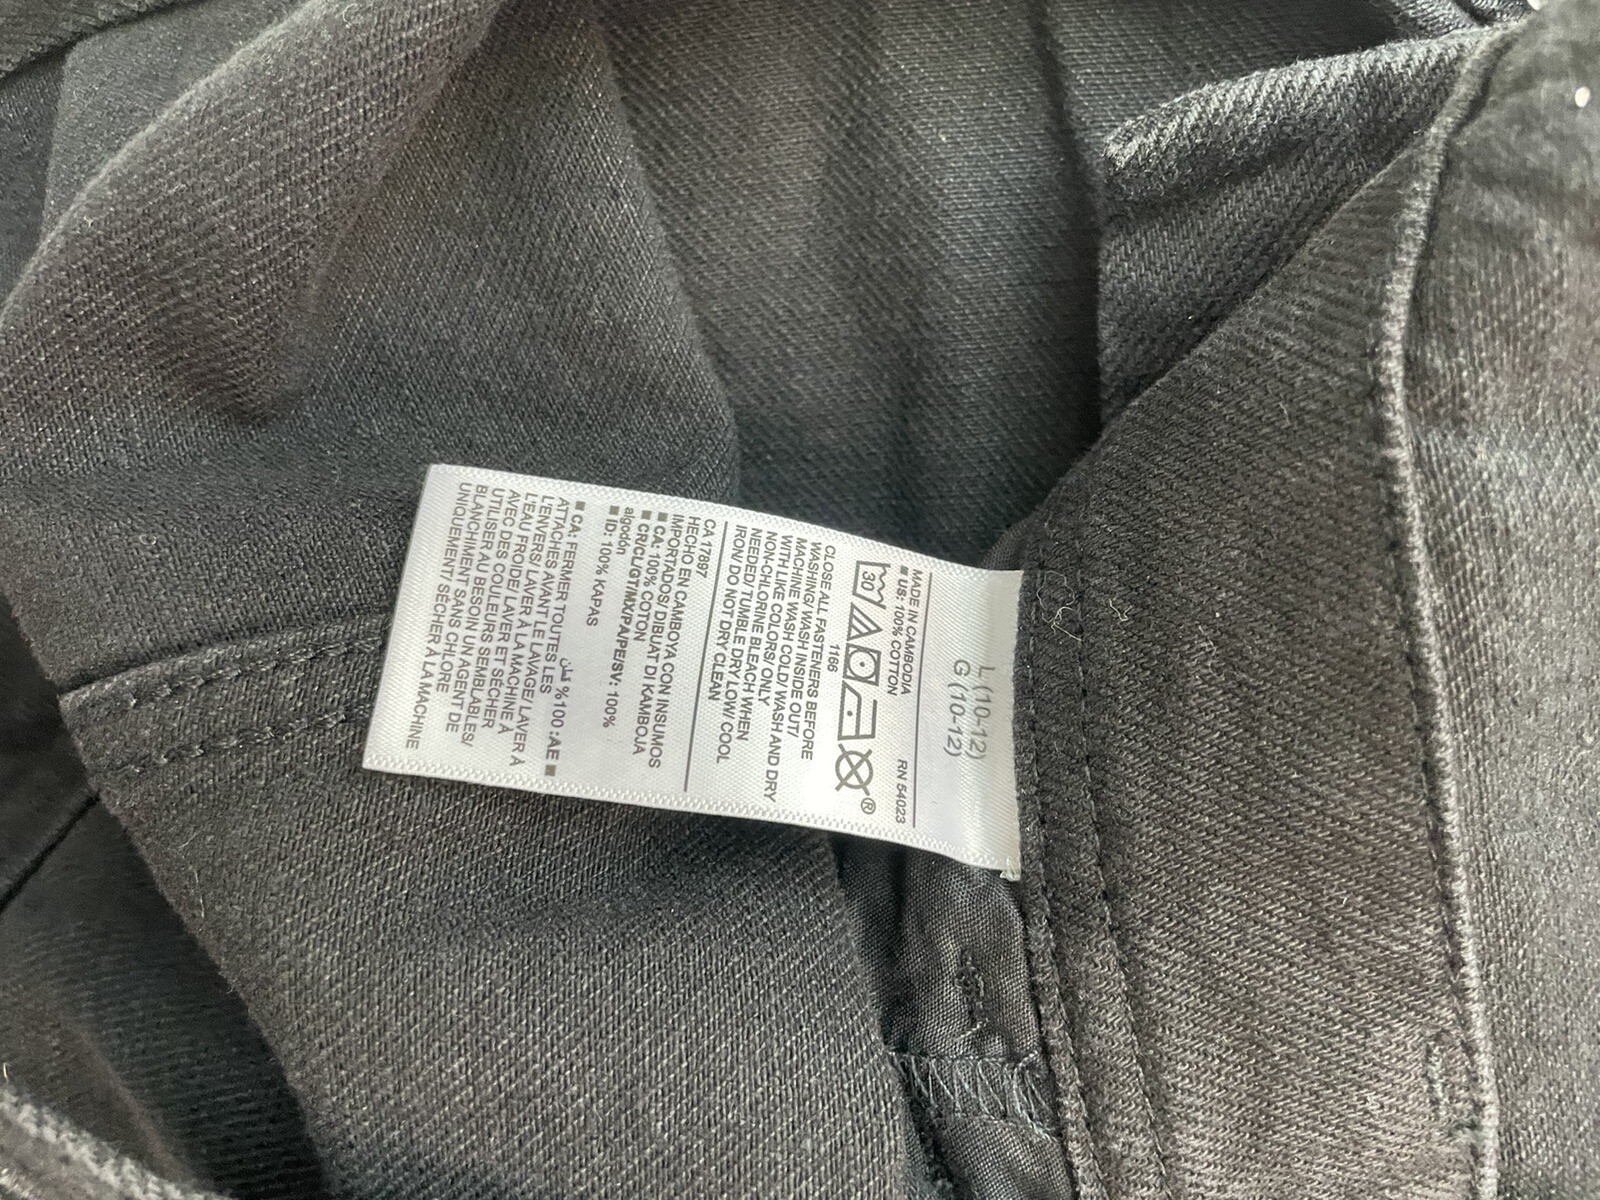 L (10-12)
G (10-12)
MADE IN CAMBODIA RN 54023
■ US: 100% COTTON
30
®
1166
CLOSE ALL FASTENERS BEFORE
WASHING/ WASH INSIDE OUT/
MACHINE WASH COLD/ WASH AND DRY
WITH LIKE COLORS/ ONLY
NON-CHLORINE BLEACH WHEN
NEEDED/ TUMBLE DRY LOW/ COOL
IRON/ DO NOT DRY CLEAN
CA 17897
HECHO EN CAMBOYA CON INSUMOS
IMPORTADOS/ DIBUAT DI KAMBOJA
■ CA: 100% COTON
■ CR/CL/GT/MX/PA/PE/SV: 100%
algodón
■ ID: 100% KAPAS
■ AE: 100% قطن
■ CA: FERMER TOUTES LES
ATTACHES AVANT LE LAVAGE/ LAVER À
L'ENVERS/ LAVER À LA MACHINE À
L'EAU FROIDE/ LAVER ET SÉCHER
AVEC DES COULEURS SEMBLABLES/
UTILISER AU BESOIN UN AGENT DE
BLANCHIMENT SANS CHLORE
UNIQUEMENT/ SÉCHER À LA MACHINE